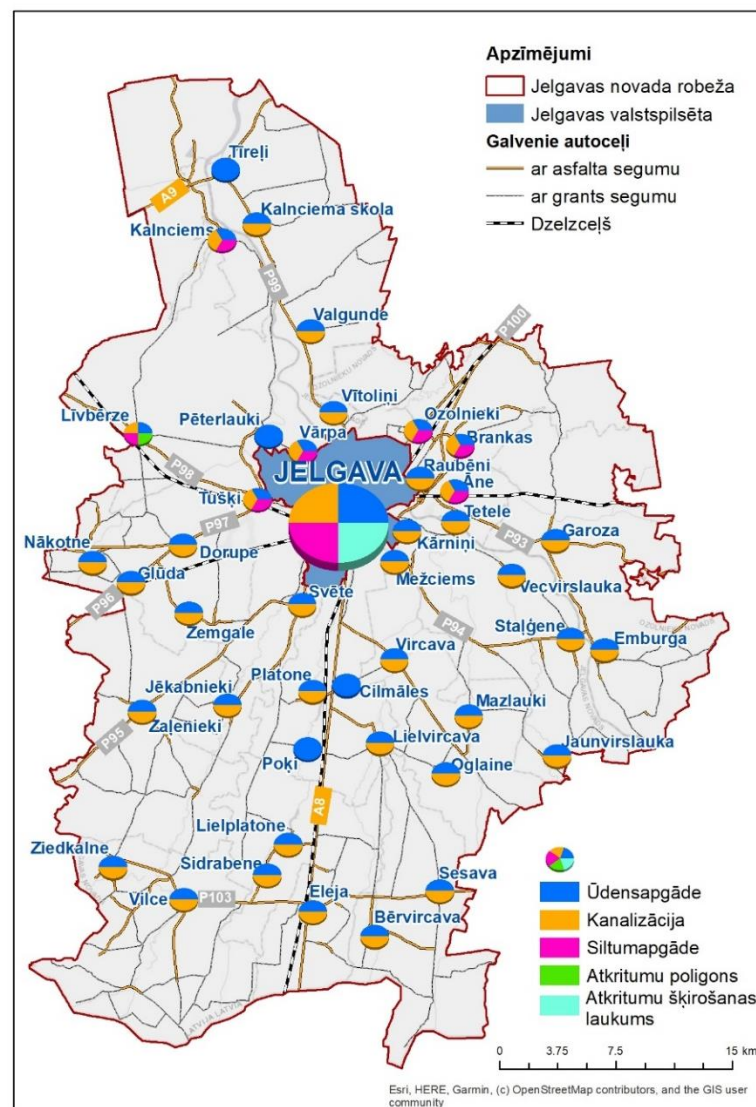 Apzīmējumi
Jelgavas novada robeža
Jelgavas valstspilsēta
Galvenie autoceļi
ar asfalta segumu
ar grants segumu
Dzelzceļš
Tīreļi
A9
Kalnciema skola
Kalnciems
P99
Valgunde
P100
Vītoliņi
Līvbērze
Pēterlauki
Ozolnieki
Vārpa
Brankas
JELGAVA
Raubēni
P98
Āne
Tušķi
Tetele
P97
P93
Garoza
Nākotne
Dorupe
Kārniņi
Glūda
Mežciems
Vecvirslauka
P96
Svēte
Zemgale
P94
Staļģene
Emburga
OZOLNIEKU NOVADS
Vircava
Platone
Jēkabnieki
Cilmāles
Mazlauki
Zaļenieki
P95
Lielvircava
Jaunvirslauka
Poķi
Oglaine
A8
Lielplatone
Ziedkalne
Sidrabene
Sesava
Vilce
P103
Eleja
Bērvircava
Ūdensapgāde
Kanalizācija
Siltumapgāde
Atkritumu poligons
Atkritumu šķirošanas
laukums
0 3.75 7.5 15 km
Esri, HERE, Garmin, (c) OpenStreetMap contributors, and the GIS user
community